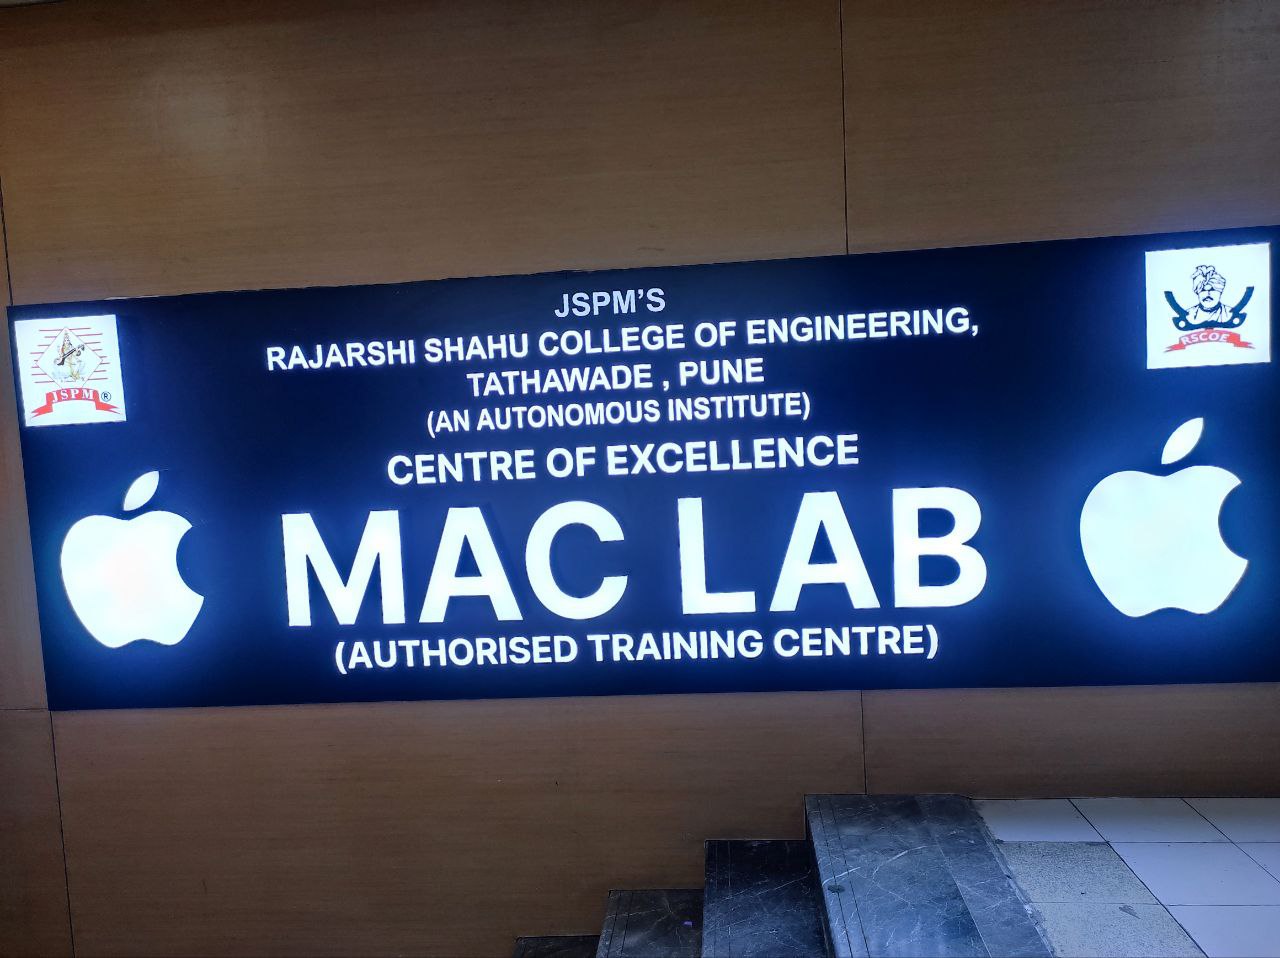 JSPM'S
RAJARSHI SHAHU COLLEGE OF ENGINEERING,
TATHAWADE , PUNE
(AN AUTONOMOUS INSTITUTE)
CENTRE OF EXCELLENCE
MAC LAB
(AUTHORISED TRAINING CENTRE)
JSPM ®
RSCOE